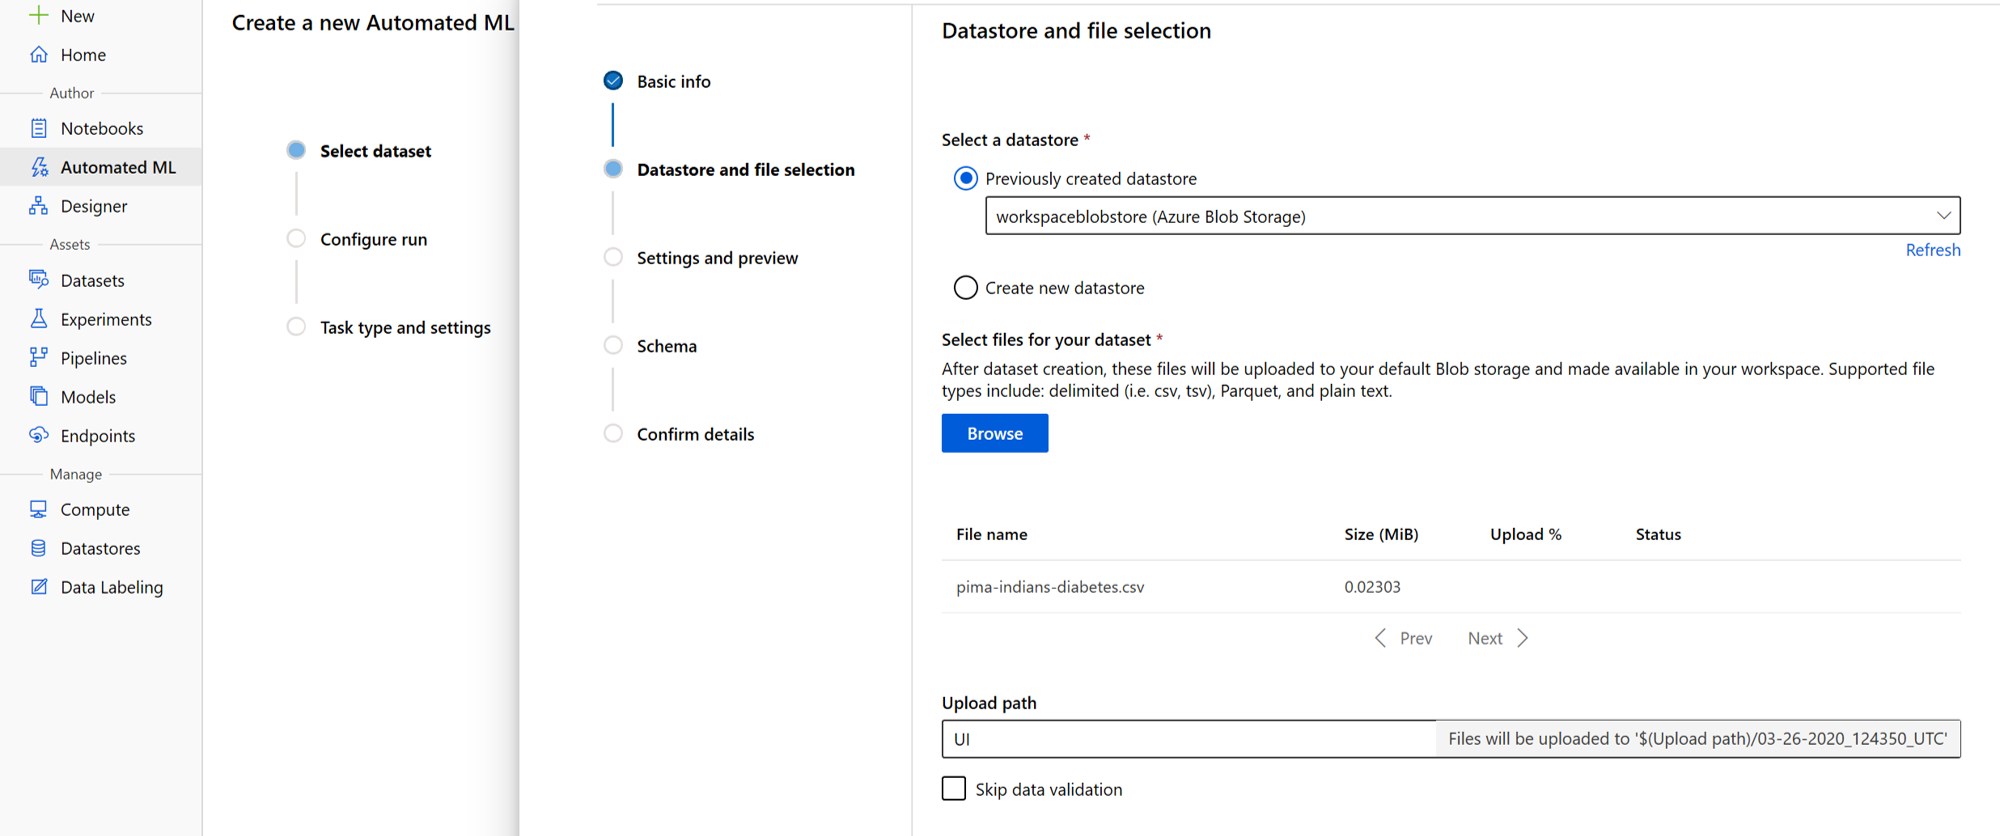 New
Home
Author
Notebooks
Automated ML
Designer
Assets
Datasets
Experiments
Pipelines
Models
Endpoints
Manage
Compute
Datastores
Data Labeling
Create a new Automated ML
Select dataset
Configure run
Task type and settings
Basic info
Datastore and file selection
Settings and preview
Schema
Confirm details
Datastore and file selection
Select a datastore *
Previously created datastore
workspaceblobstore (Azure Blob Storage)
Refresh
Create new datastore
Select files for your dataset *
After dataset creation, these files will be uploaded to your default Blob storage and made available in your workspace. Supported file
types include: delimited (i.e. csv, tsv), Parquet, and plain text.
Browse
File name Size (MiB) Upload % Status
pima-indians-diabetes.csv 0.02303
Prev Next
Upload path
UI Files will be uploaded to '$(Upload path)/03-26-2020_124350_UTC'
Skip data validation